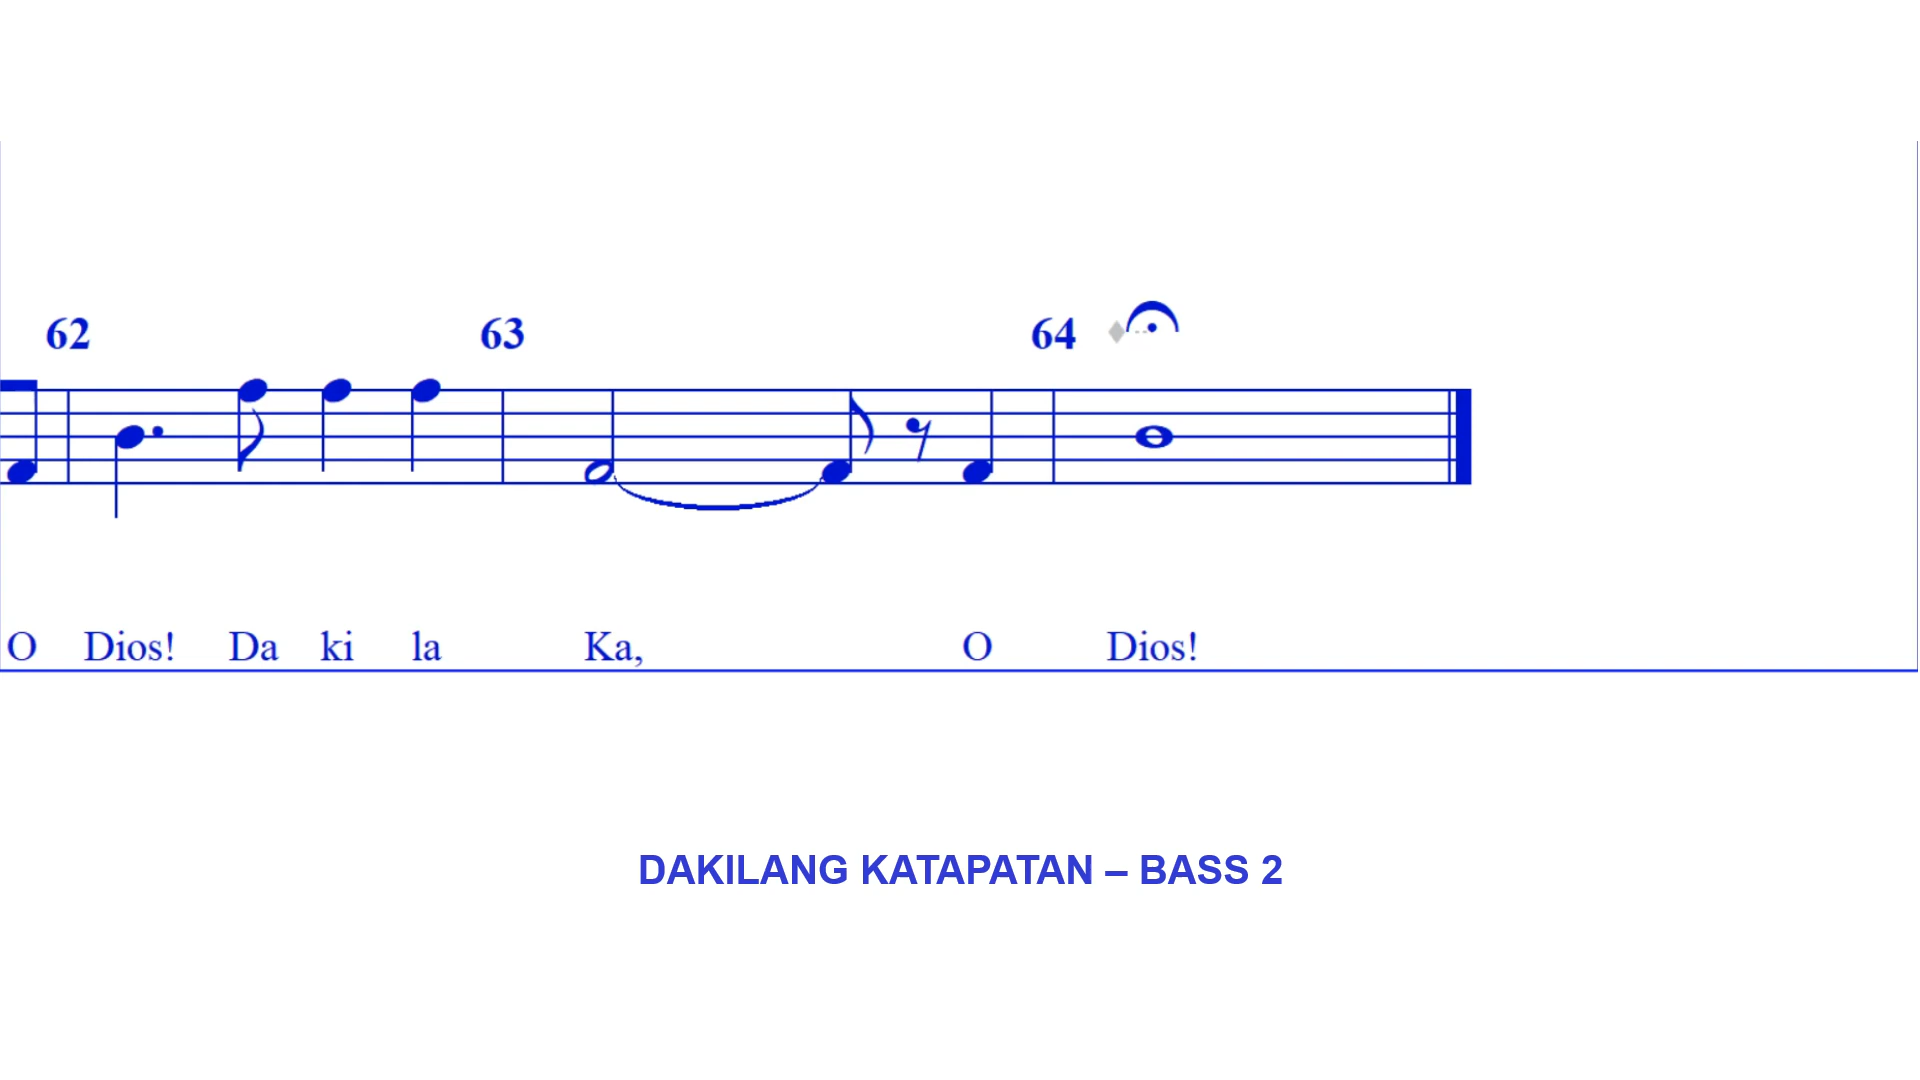 62 63 64
O Dios! Da ki la Ka, O Dios!
DAKILANG KATAPATAN – BASS 2